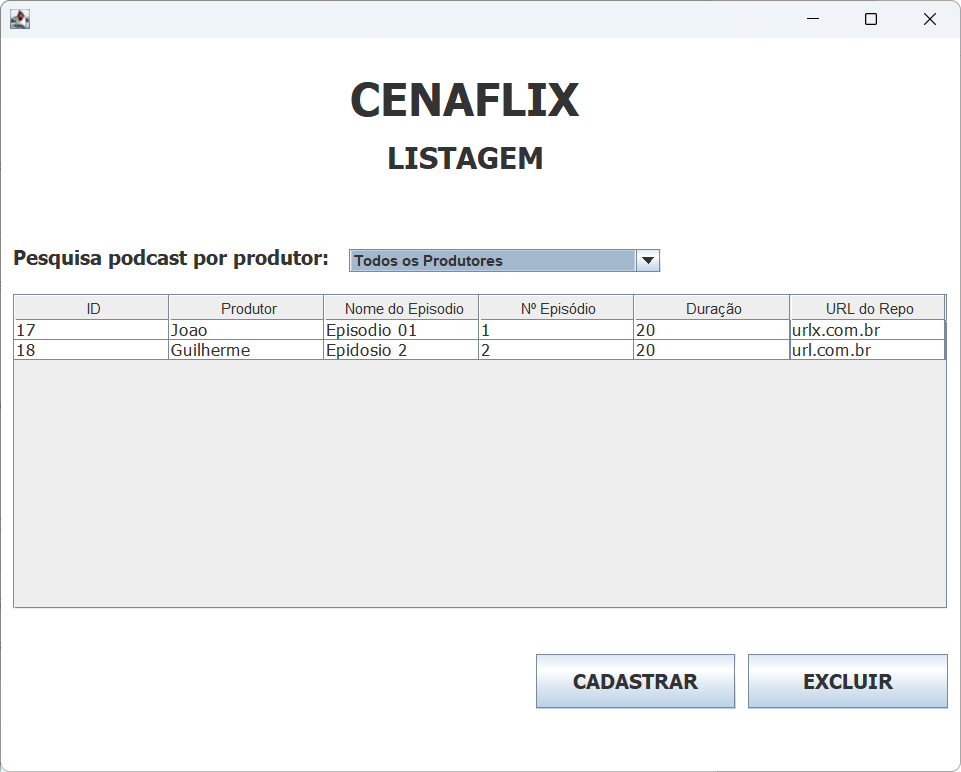 CENAFLIX
LISTAGEM
Pesquisa podcast por produtor: Todos os Produtores
ID Produtor Nome do Episodio Nº Episódio Duração URL do Repo
17 Joao Episodio 01 1 20 urlx.com.br
18 Guilherme Epidosio 2 2 20 url.com.br
CADASTRAR EXCLUIR